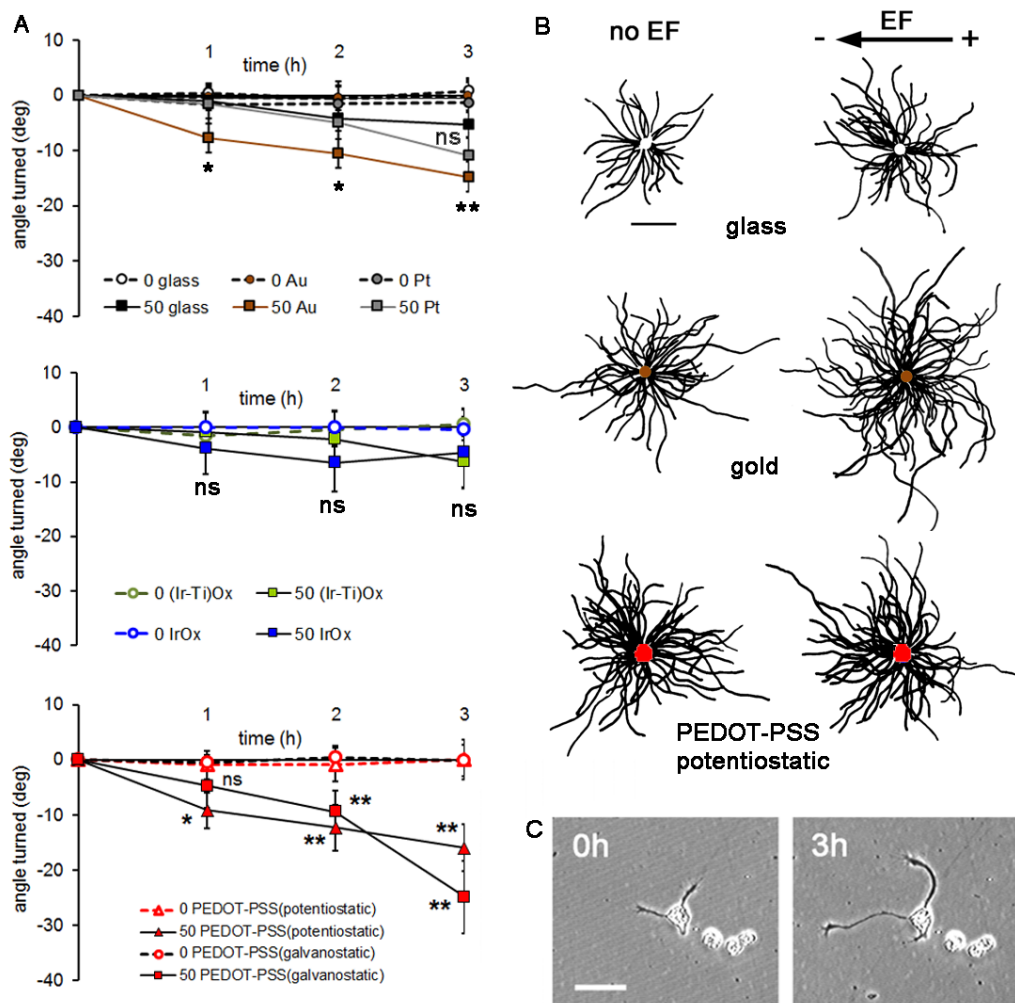 A
1 2 3
time (h)
angle turned (deg)
10
0
-10
-20
-30
-40
ns
*
*
**
0 glass 0 Au 0 Pt
50 glass 50 Au 50 Pt
1 2 3
time (h)
angle turned (deg)
10
0
-10
-20
-30
-40
ns
ns
ns
0 (Ir-Ti)Ox 50 (Ir-Ti)Ox
0 IrOx 50 IrOx
1 2 3
time (h)
angle turned (deg)
10
0
-10
-20
-30
-40
ns
*
**
**
**
**
0 PEDOT-PSS(potentiostatic)
50 PEDOT-PSS(potentiostatic)
0 PEDOT-PSS(galvanostatic)
50 PEDOT-PSS(galvanostatic)
B
no EF
EF
- +
glass
gold
PEDOT-PSS
potentiostatic
C
0h
3h